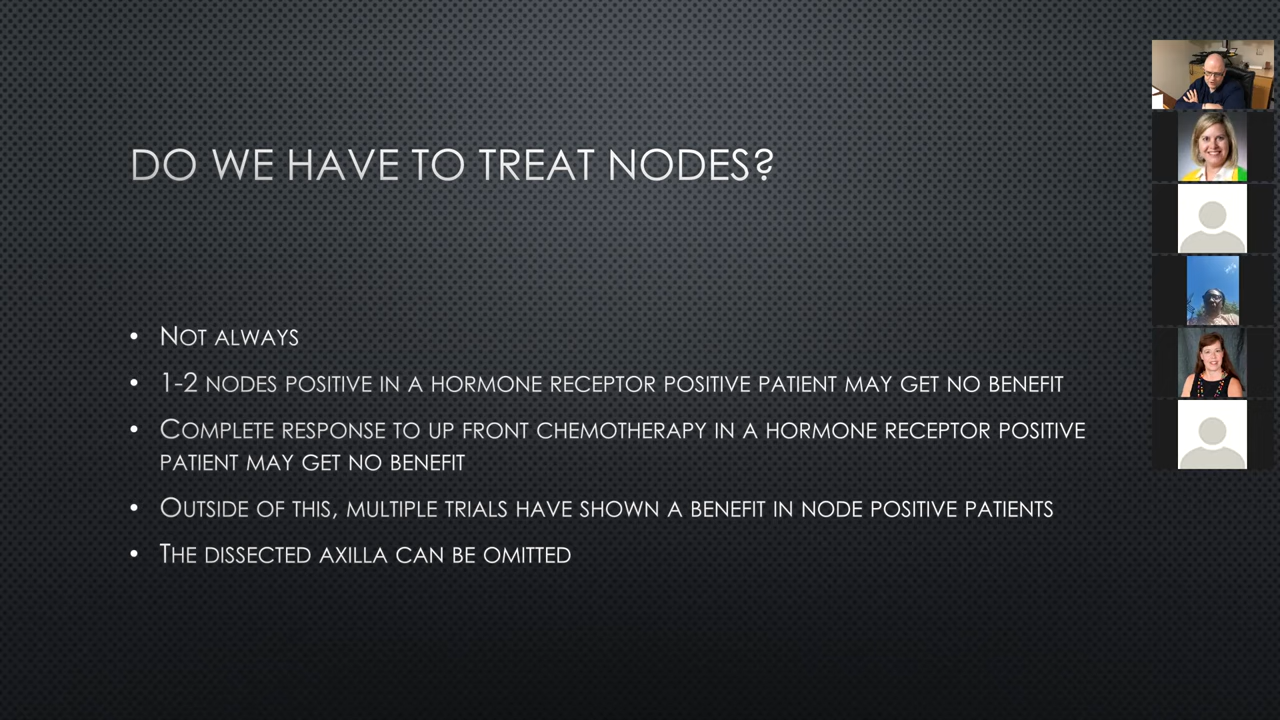 DO WE HAVE TO TREAT NODES?
• NOT ALWAYS
• 1-2 NODES POSITIVE IN A HORMONE RECEPTOR POSITIVE PATIENT MAY GET NO BENEFIT
• COMPLETE RESPONSE TO UP FRONT CHEMOTHERAPY IN A HORMONE RECEPTOR POSITIVE
PATIENT MAY GET NO BENEFIT
• OUTSIDE OF THIS, MULTIPLE TRIALS HAVE SHOWN A BENEFIT IN NODE POSITIVE PATIENTS
• THE DISSECTED AXILLA CAN BE OMITTED